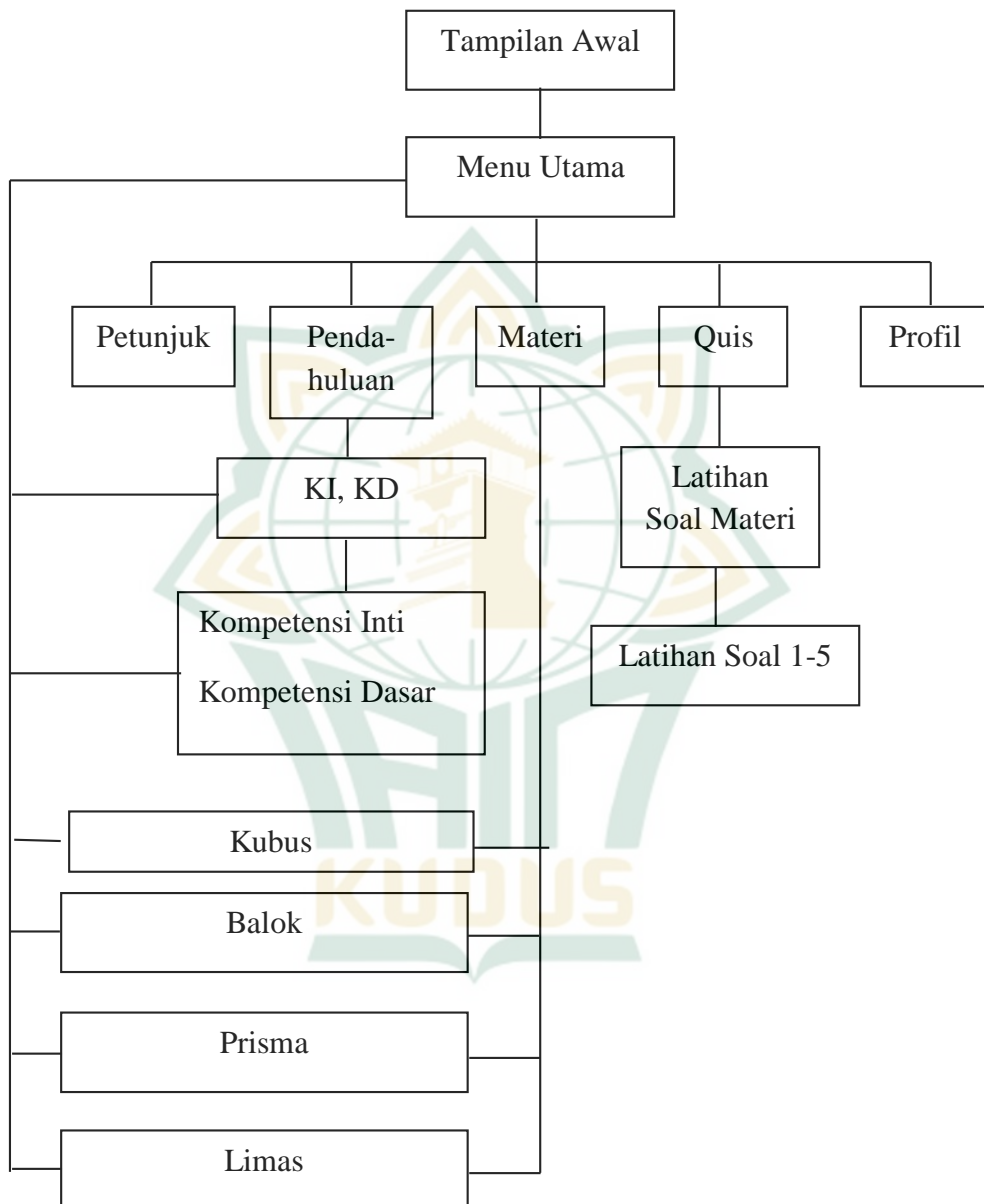 Tampilan Awal
Menu Utama
Petunjuk
Penda-
huluan
Materi
Quis
Profil
KI, KD
Latihan
Soal Materi
Kompetensi Inti
Kompetensi Dasar
Latihan Soal 1-5
Kubus
KUDUS
Balok
Prisma
Limas